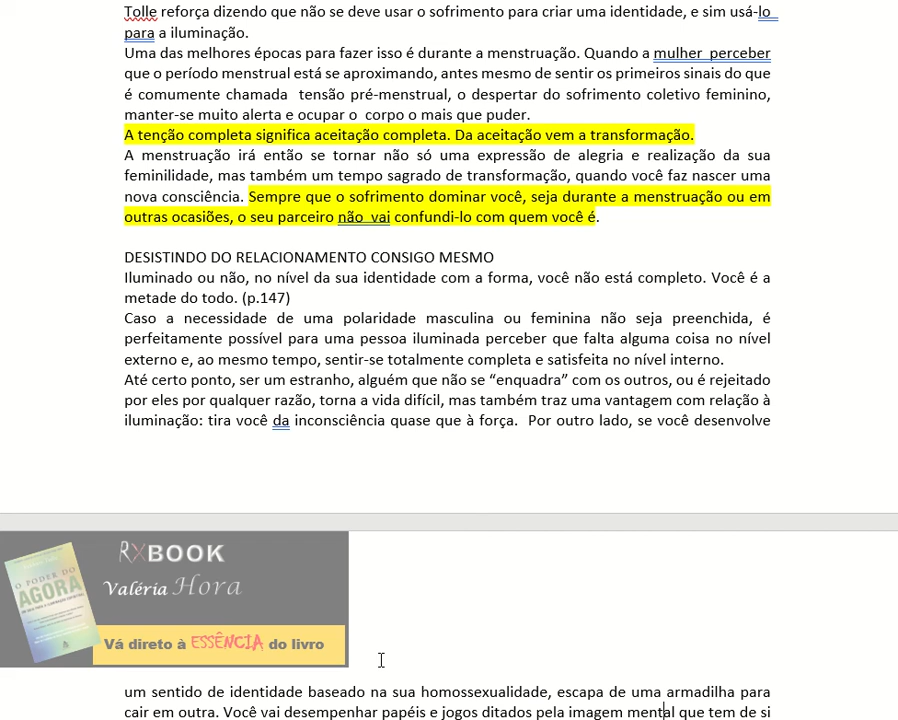 Tolle reforça dizendo que não se deve usar o sofrimento para criar uma identidade, e sim usá-lo
para a iluminação.
Uma das melhores épocas para fazer isso é durante a menstruação. Quando a mulher perceber
que o período menstrual está se aproximando, antes mesmo de sentir os primeiros sinais do que
é comumente chamada tensão pré-menstrual, o despertar do sofrimento coletivo feminino,
manter-se muito alerta e ocupar o corpo o mais que puder.
A tenção completa significa aceitação completa. Da aceitação vem a transformação.
A menstruação irá então se tornar não só uma expressão de alegria e realização da sua
feminilidade, mas também um tempo sagrado de transformação, quando você faz nascer uma
nova consciência. Sempre que o sofrimento dominar você, seja durante a menstruação ou em
outras ocasiões, o seu parceiro não vai confundi-lo com quem você é.
DESISTINDO DO RELACIONAMENTO CONSIGO MESMO
Iluminado ou não, no nível da sua identidade com a forma, você não está completo. Você é a
metade do todo. (p.147)
Caso a necessidade de uma polaridade masculina ou feminina não seja preenchida, é
perfeitamente possível para uma pessoa iluminada perceber que falta alguma coisa no nível
externo e, ao mesmo tempo, sentir-se totalmente completa e satisfeita no nível interno.
Até certo ponto, ser um estranho, alguém que não se “enquadra” com os outros, ou é rejeitado
por eles por qualquer razão, torna a vida difícil, mas também traz uma vantagem com relação à
iluminação: tira você da inconsciência quase que à força. Por outro lado, se você desenvolve
RXBOOK
Valéria Hora
O PODER DO
AGORA
Vá direto à ESSÊNCIA do livro
um sentido de identidade baseado na sua homossexualidade, escapa de uma armadilha para
cair em outra. Você vai desempenhar papéis e jogos ditados pela imagem mental que tem de si